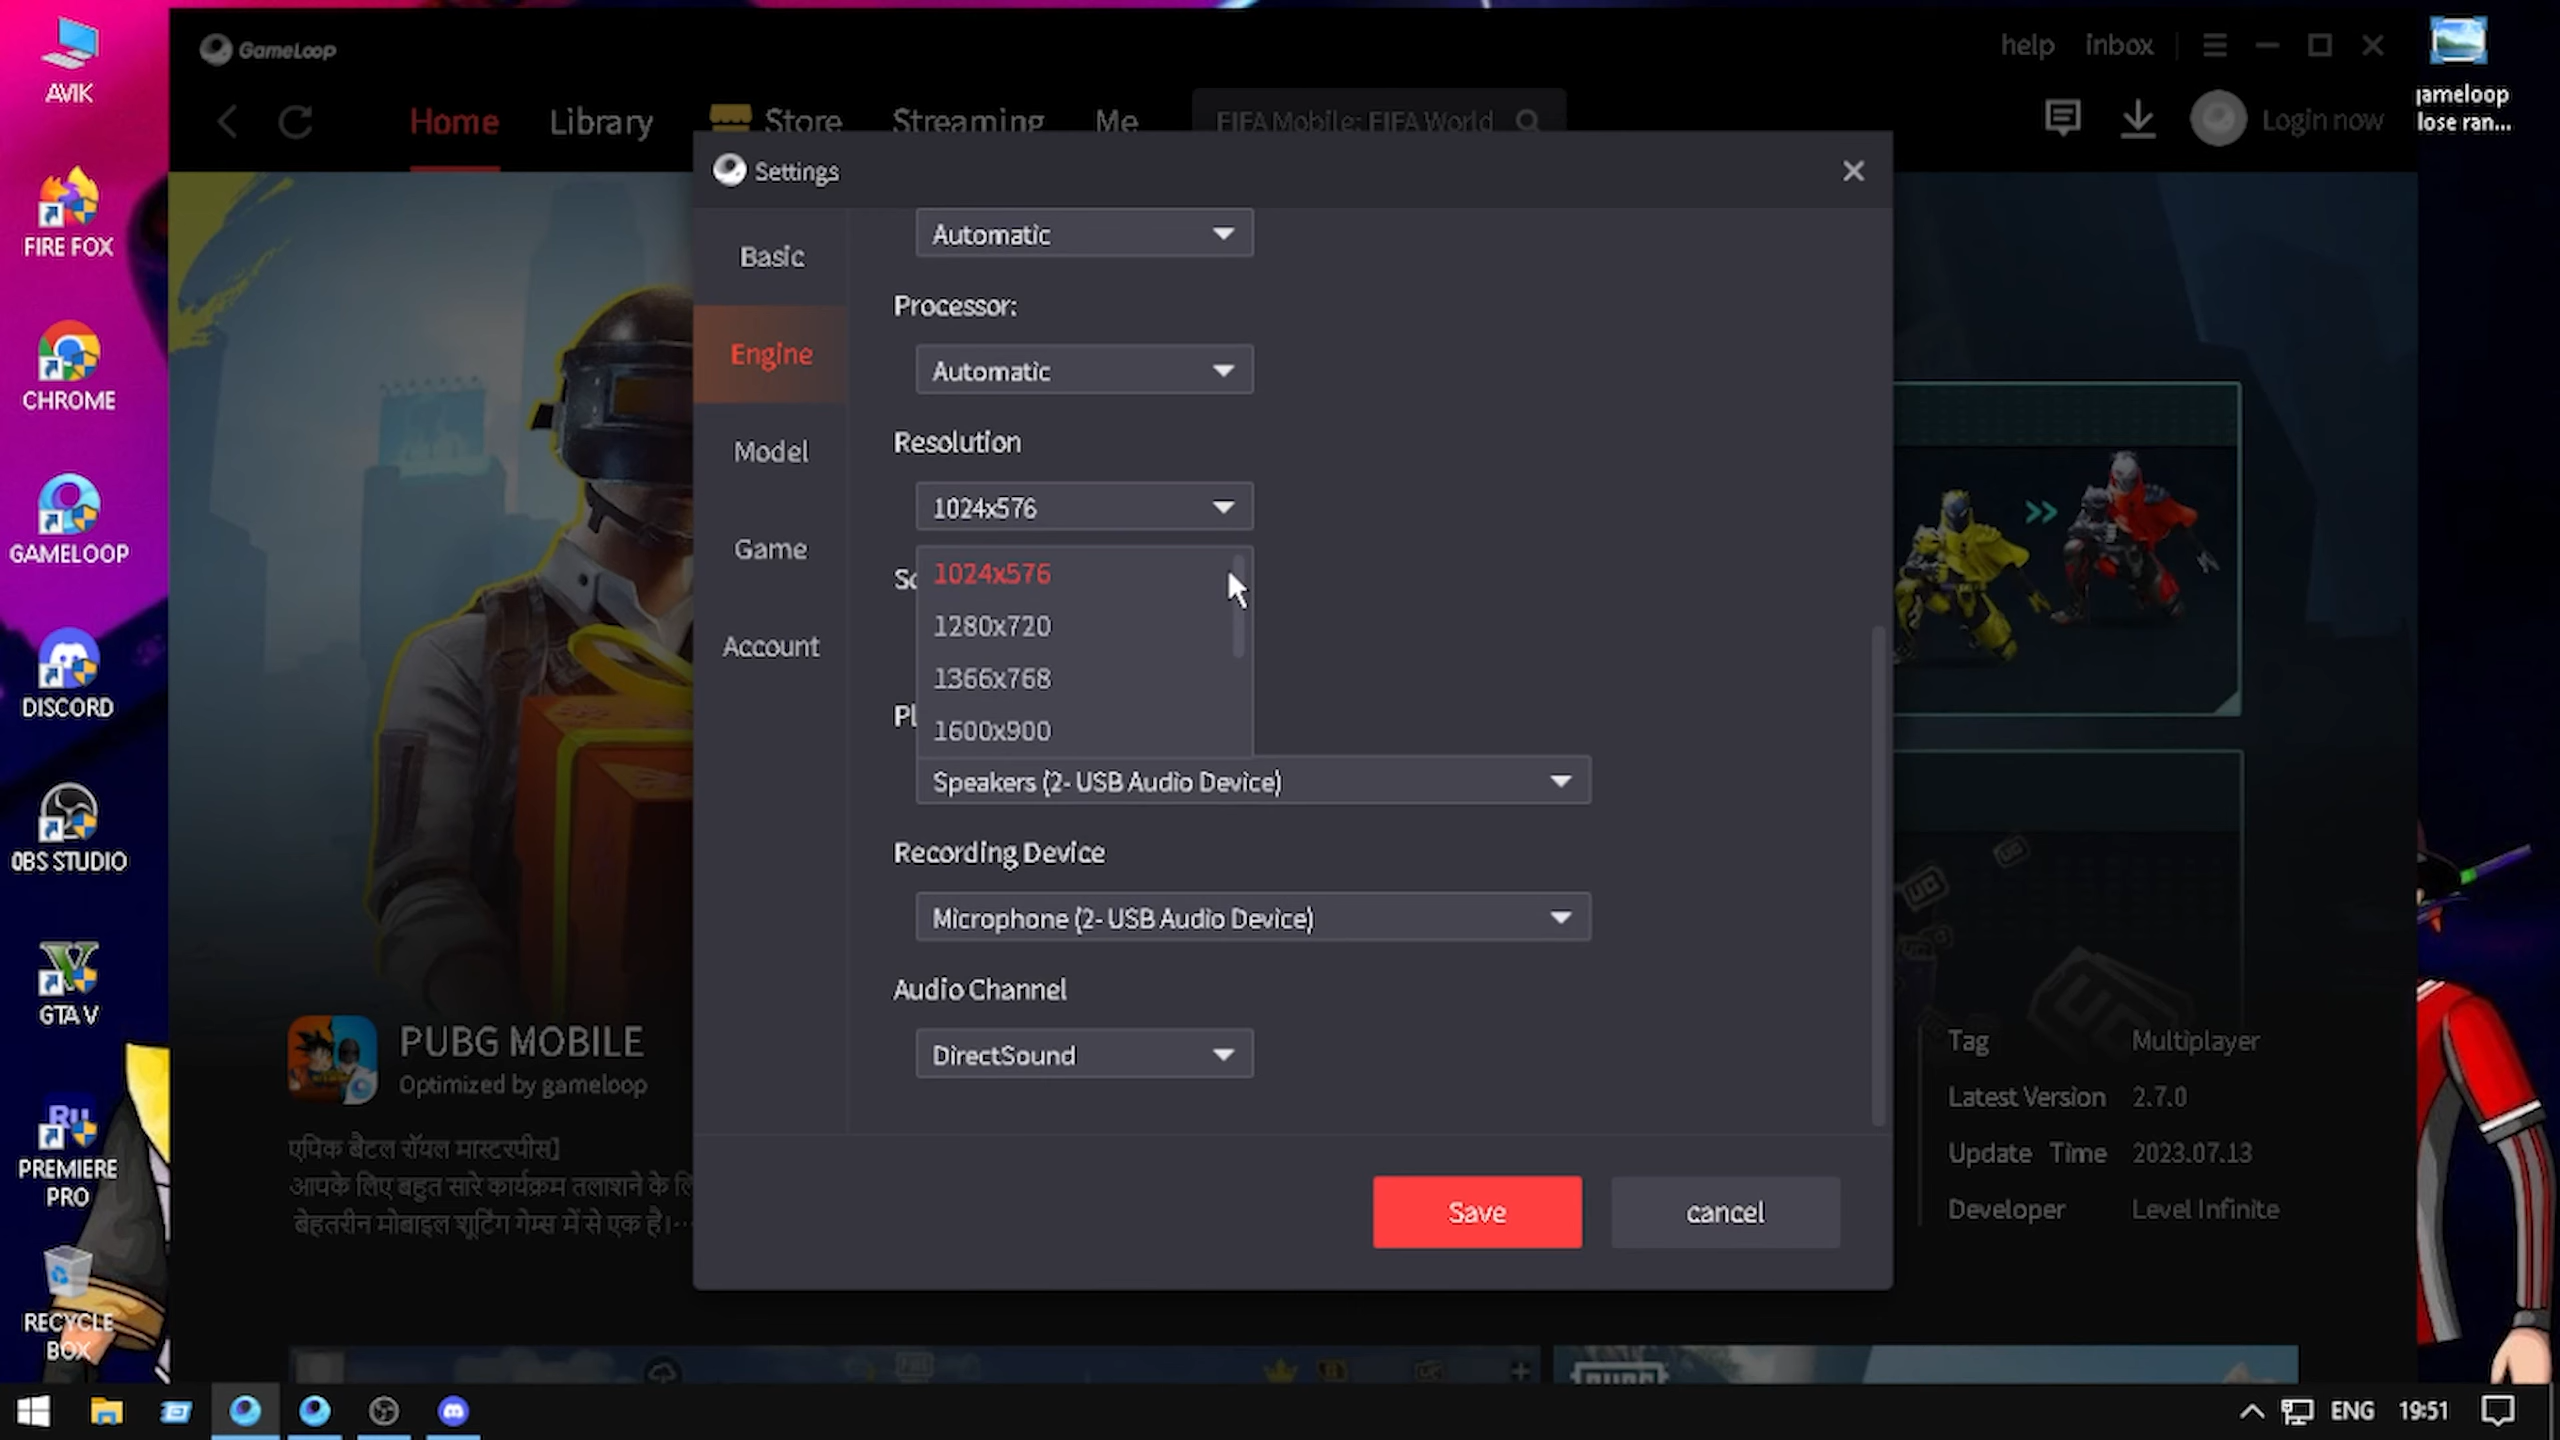 AVIK
FIRE FOX
CHROME
GAMELOOP
DISCORD
OBS STUDIO
GTA V
PREMIERE
PRO
RECYCLE
BOX
GameLoop
help inbox
Home Library Store Streaming Me FIFA Mobile: FIFA World Login now
lose ran...
Settings
Basic
Engine
Model
Game
Account
Automatic
Processor:
Automatic
Resolution
1024x576
1024x576
1280x720
1366x768
1600x900
Speakers (2- USB Audio Device)
Recording Device
Microphone (2- USB Audio Device)
Audio Channel
DirectSound
Save cancel
PUBG MOBILE
Optimized by gameloop
एपिक बैटल रॉयल मास्टरपीस]
आपके लिए बहुत सारे कार्यक्रम तलाशने के
बेहतरीन मोबाइल शूटिंग गेम्स में से एक है।…
Tag Multiplayer
Latest Version 2.7.0
Update Time 2023.07.13
Developer Level Infinite
ENG 19:51